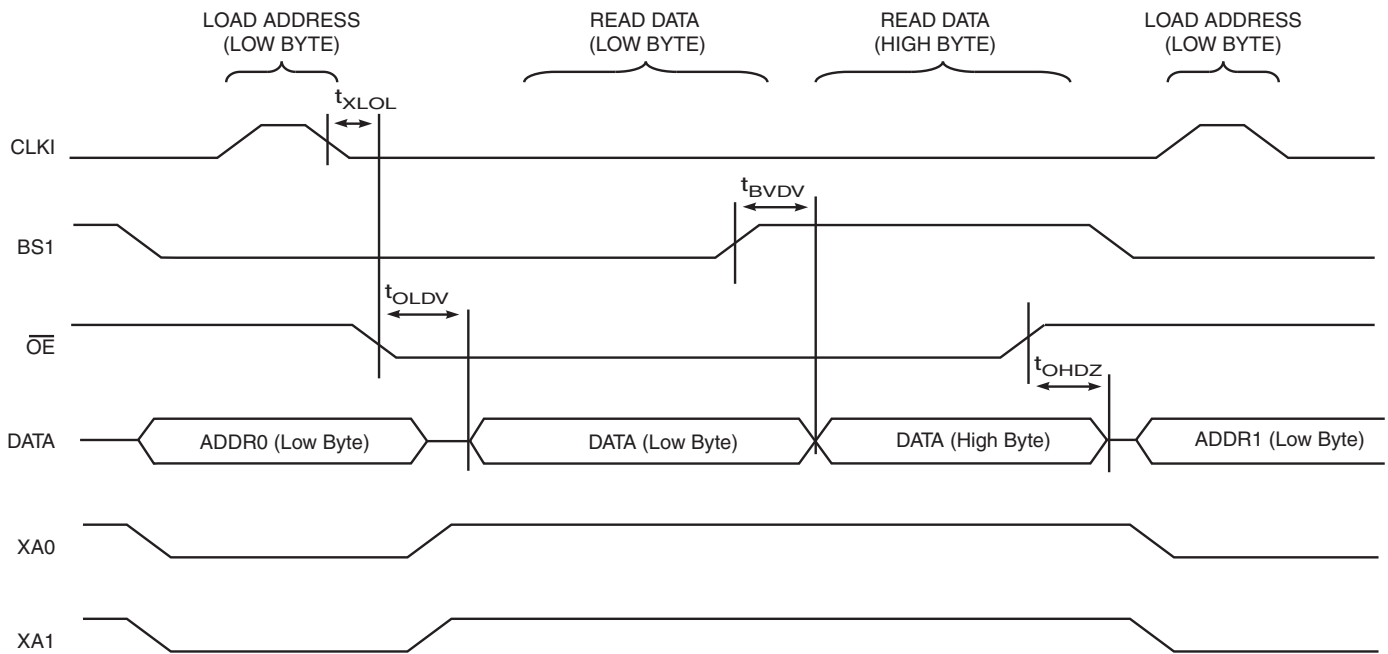 LOAD ADDRESS
(LOW BYTE)
READ DATA
(LOW BYTE)
READ DATA
(HIGH BYTE)
LOAD ADDRESS
(LOW BYTE)
tXLOL
CLKI
tBVDV
BS1
tOLDV
OE
tOHDZ
DATA
ADDR0 (Low Byte)
DATA (Low Byte)
DATA (High Byte)
ADDR1 (Low Byte)
XA0
XA1